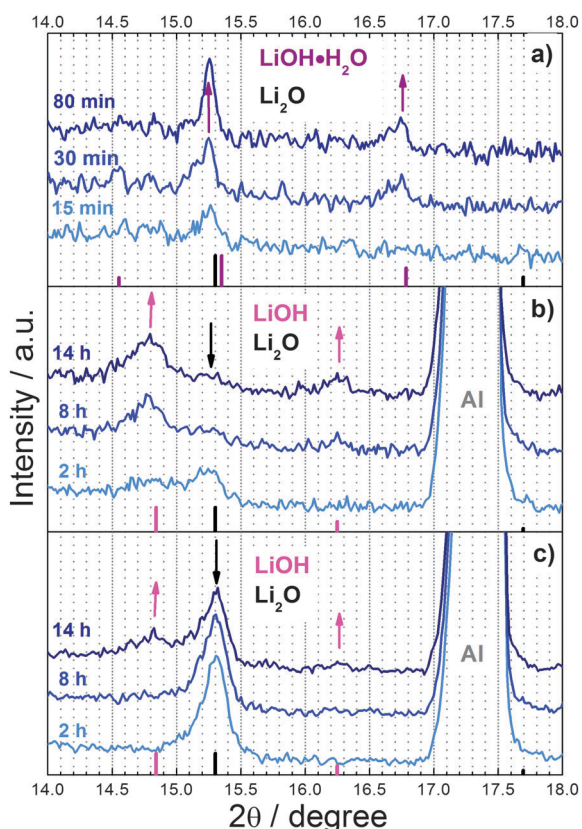 14.0 14.5 15.0 15.5 16.0 16.5 17.0 17.5 18.0
a)
LiOH•H₂O
Li₂O
80 min
30 min
15 min
b)
LiOH
Li₂O
14 h
8 h
2 h
Al
c)
LiOH
Li₂O
14 h
8 h
2 h
Al
Intensity / a.u.
14.0 14.5 15.0 15.5 16.0 16.5 17.0 17.5 18.0
2θ / degree